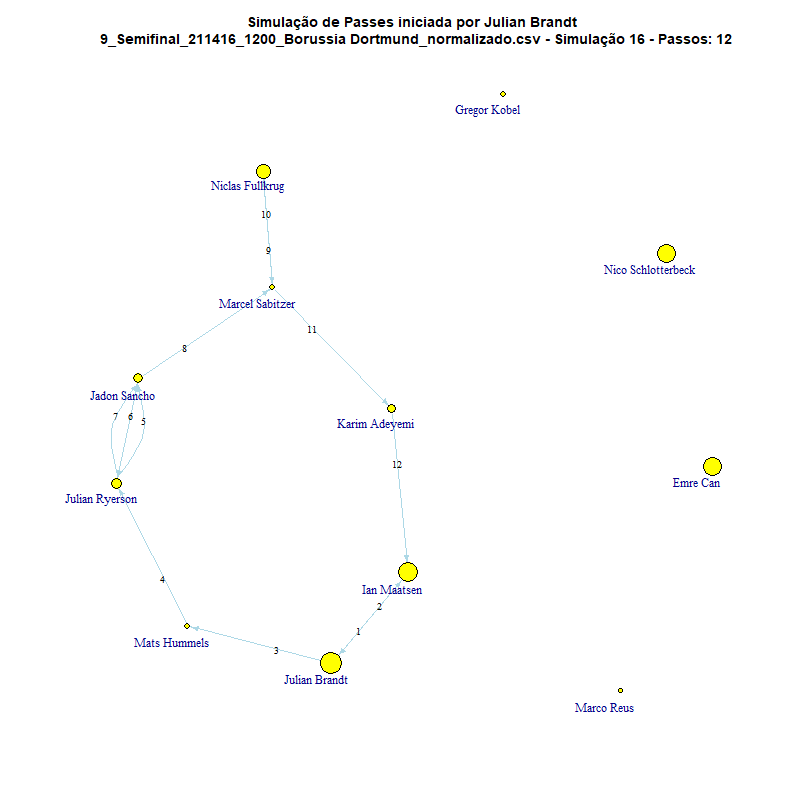 Simulação de Passes iniciada por Julian Brandt
9_Semifinal_211416_1200_Borussia Dortmund_normalizado.csv - Simulação 16 - Passos: 12
Gregor Kobel
Niclas Fullkrug
10
9
Nico Schlotterbeck
Marcel Sabitzer
11
8
Jadon Sancho
7
6
5
Karim Adeyemi
12
Emre Can
Julian Ryerson
4
Ian Maatsen
2
1
Mats Hummels
3
Julian Brandt
Marco Reus